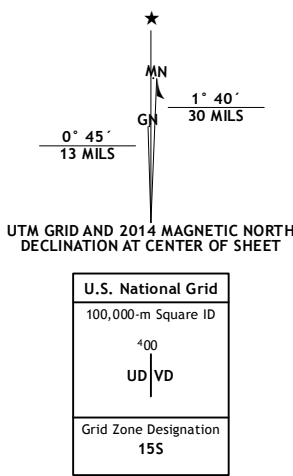 ★
MN
GN
1° 40´
30 MILS
0° 45´
13 MILS
UTM GRID AND 2014 MAGNETIC NORTH
DECLINATION AT CENTER OF SHEET
U.S. National Grid
100,000-m Square ID
⁴00
UD VD
Grid Zone Designation
15S